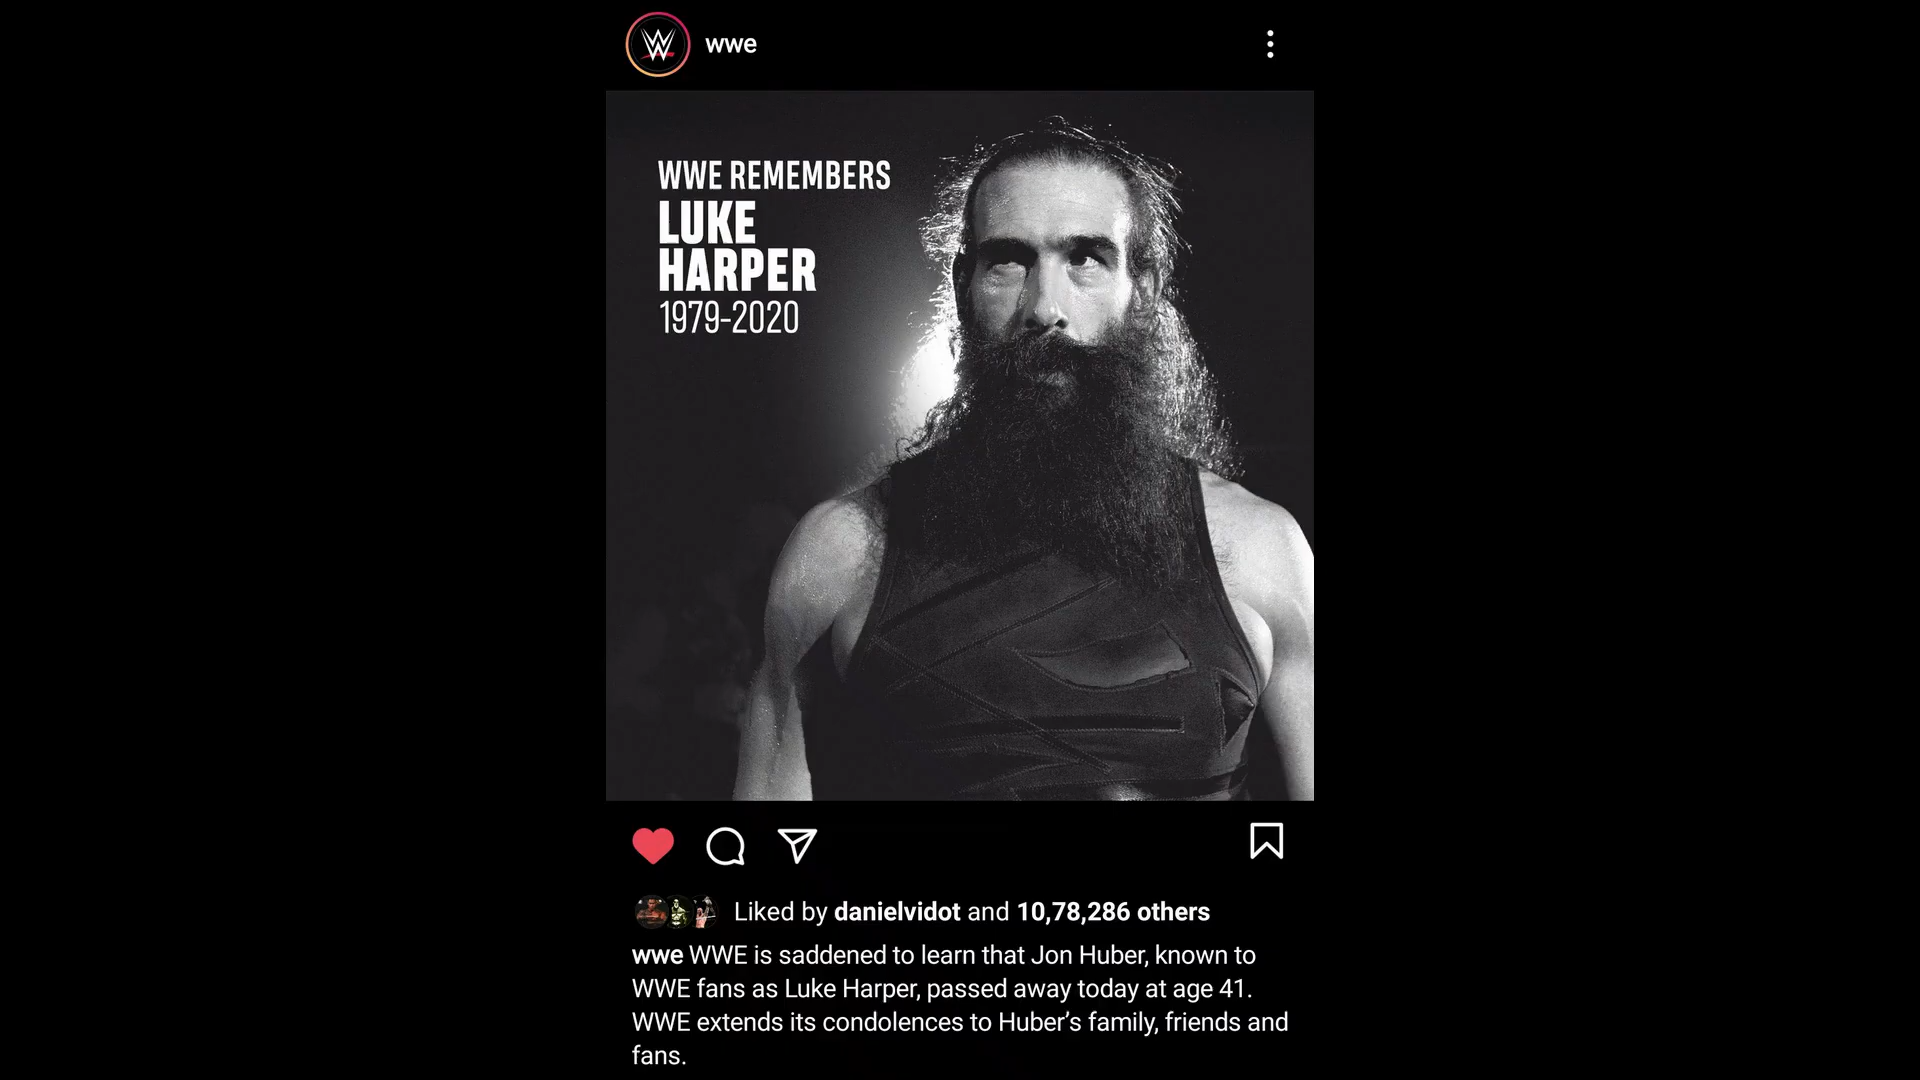 wwe
WWE REMEMBERS
LUKE
HARPER
1979-2020
Liked by danielvidot and 10,78,286 others
wwe WWE is saddened to learn that Jon Huber, known to
WWE fans as Luke Harper, passed away today at age 41.
WWE extends its condolences to Huber’s family, friends and
fans.